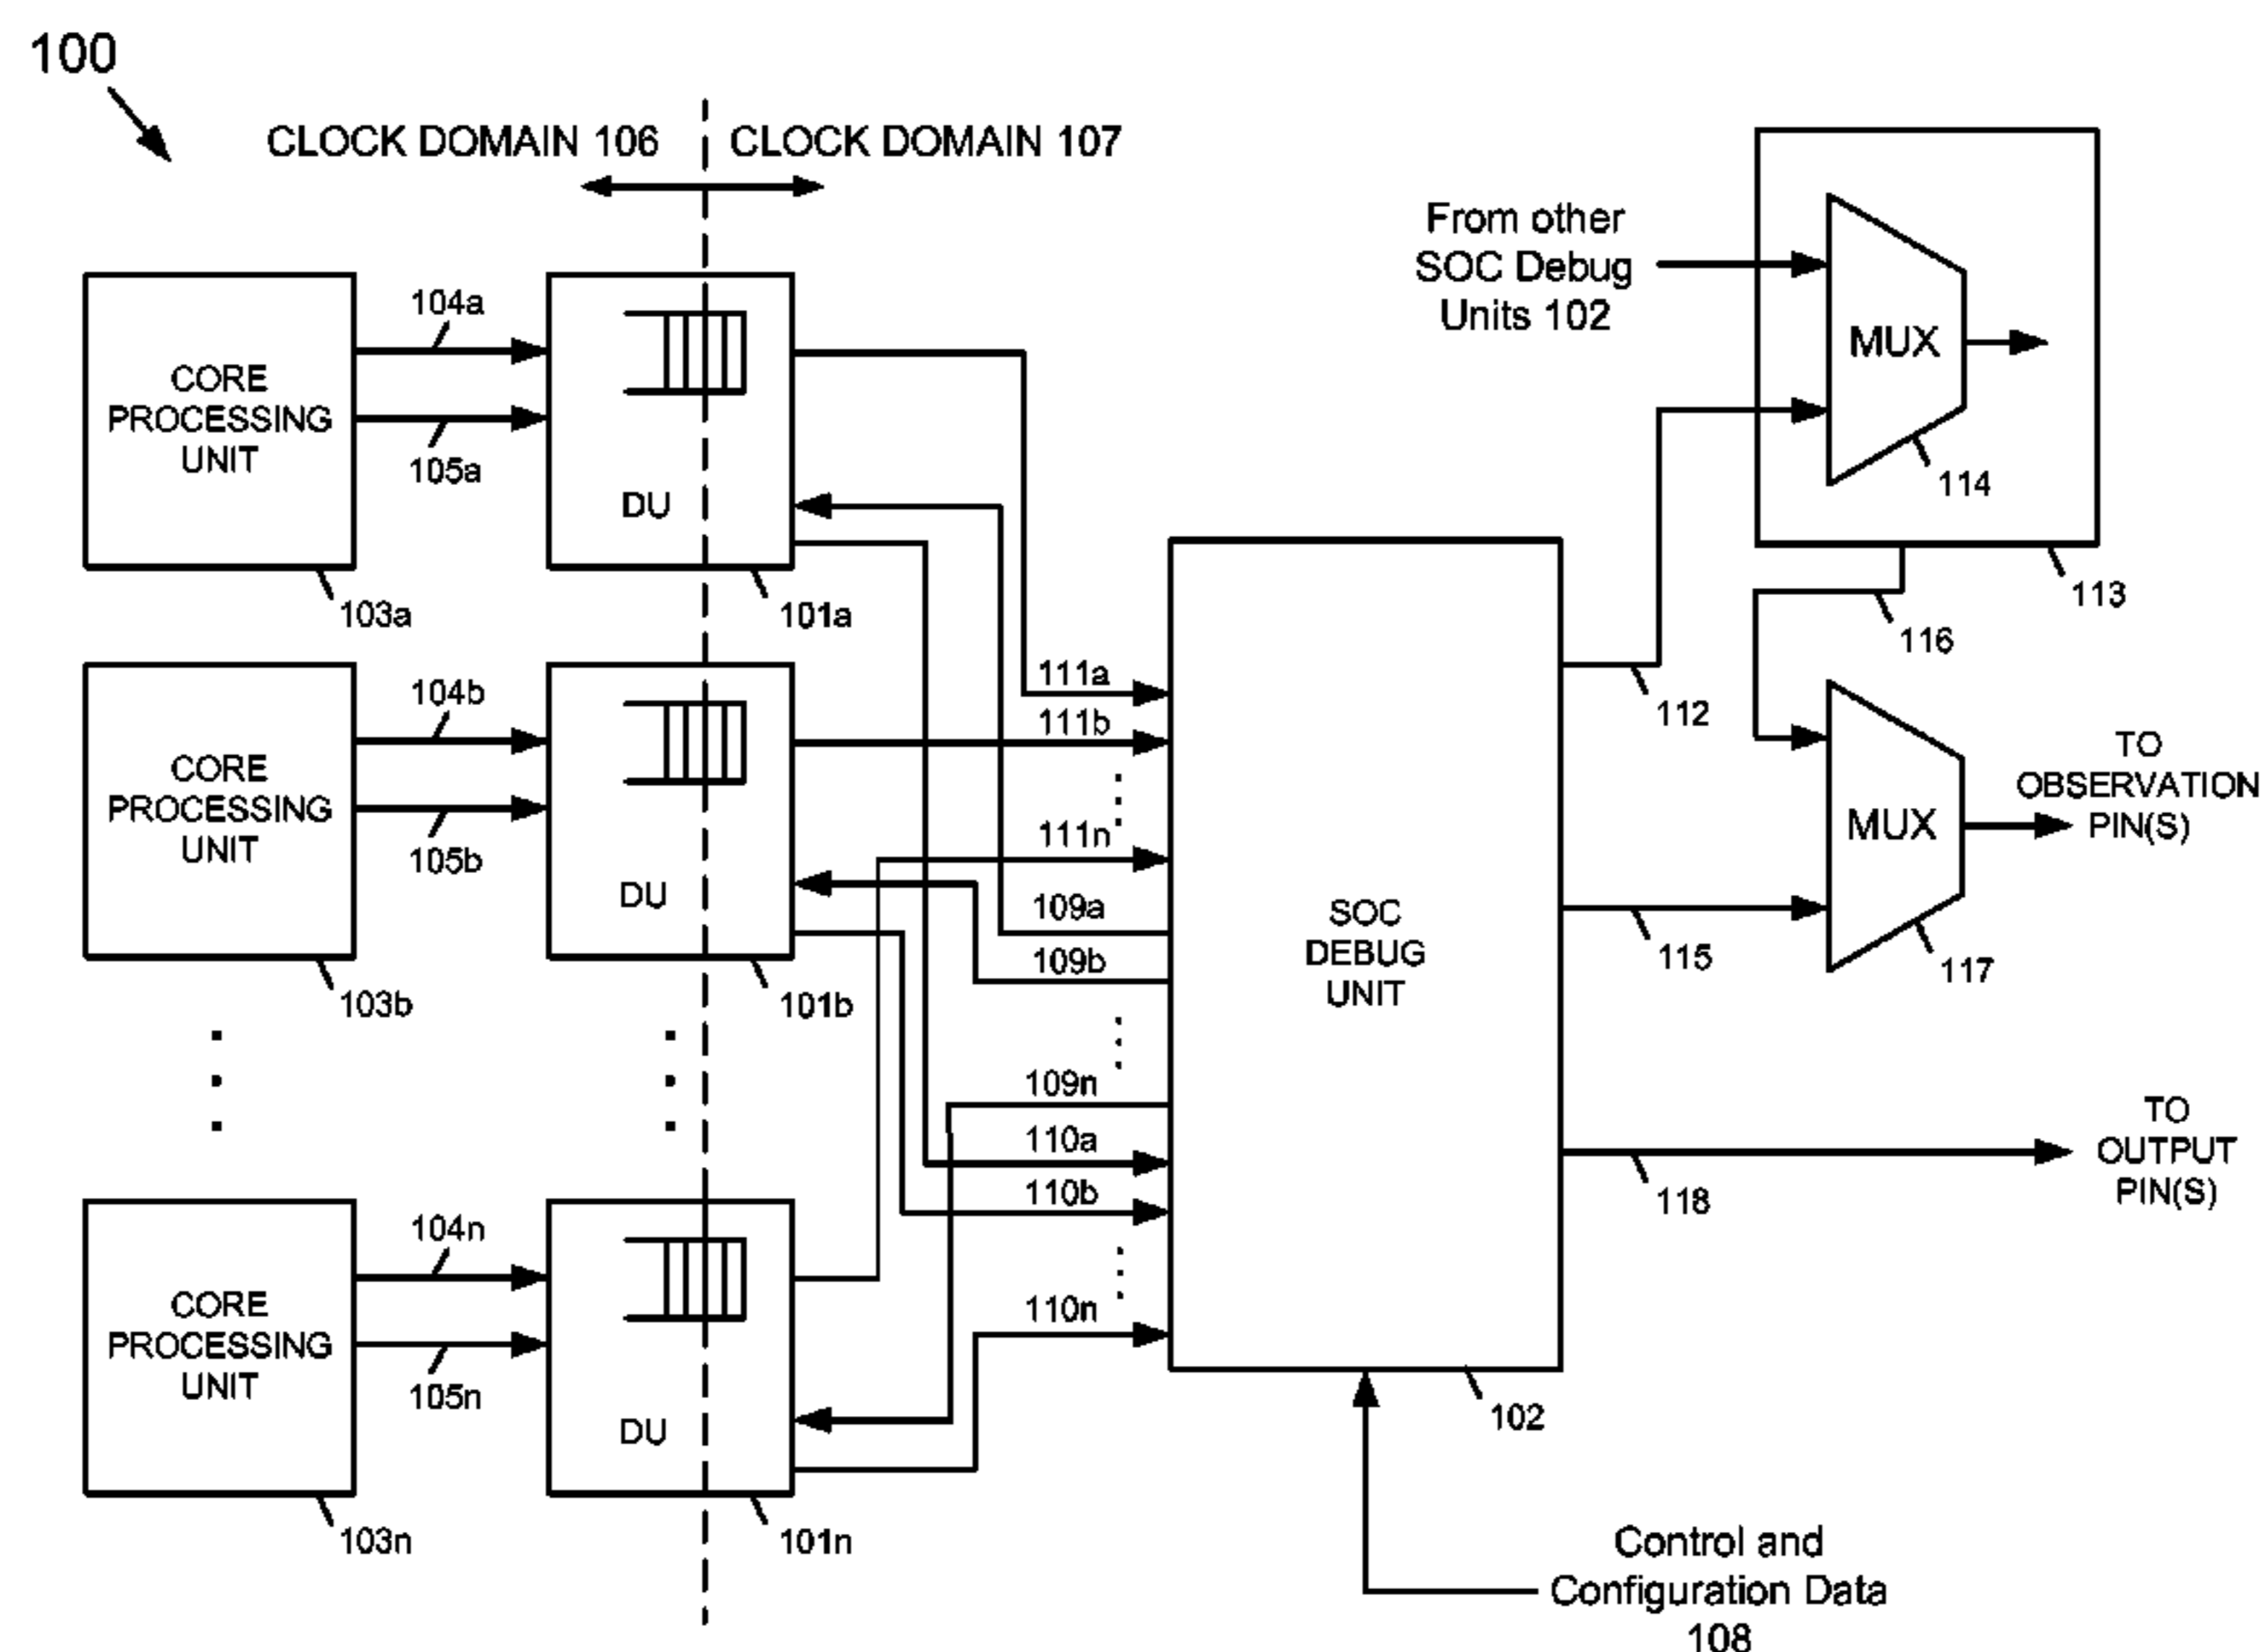 100
CLOCK DOMAIN 106
CLOCK DOMAIN 107
From other
SOC Debug
Units 102
MUX
114
113
116
CORE
PROCESSING
UNIT
103a
104a
105a
DU
101a
CORE
PROCESSING
UNIT
103b
104b
105b
DU
101b
CORE
PROCESSING
UNIT
103n
104n
105n
DU
101n
111a
111b
111n
109a
109b
109n
110a
110b
110n
SOC
DEBUG
UNIT
102
112
115
118
MUX
117
TO
OBSERVATION
PIN(S)
TO
OUTPUT
PIN(S)
Control and
Configuration Data
108